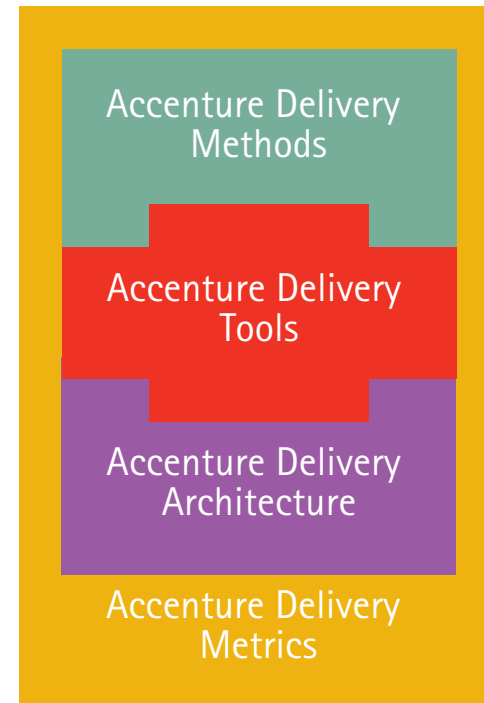 Accenture Delivery
Methods
Accenture Delivery
Tools
Accenture Delivery
Architecture
Accenture Delivery
Metrics